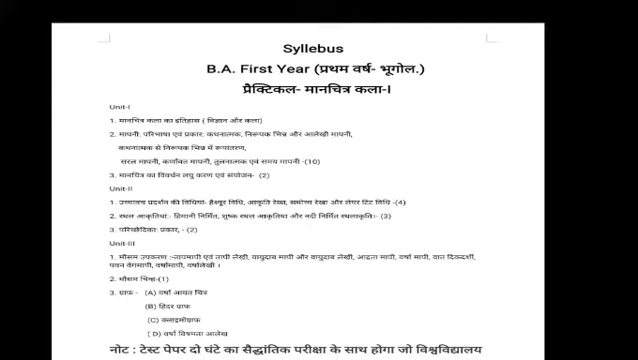 Syllabus
B.A. First Year (प्रथम वर्ष- भूगोल.)
प्रैक्टिकल- मानचित्र कला-I
Unit-I
1. मानचित्र कला का इतिहास ( विज्ञान और कला)
2. मापनी: परिभाषा एवं प्रकार: कथनात्मक, निरूपक भिन्न और आलेखी मापनी,
कथनात्मक से निरूपक भिन्न में रूपांतरण,
सरल मापनी, कर्णवत मापनी, तुलनात्मक एवं समय मापनी -(10)
3. मानचित्र का विवर्धन लघु करण एवं संयोजन- (2)
Unit-II
1. उच्चावच प्रदर्शन की विधियां: हैश्यूर विधि, आकृति रेखा, समोच्च रेखा और लेयर टिंट विधि -(4)
2. स्थल आकृतियां- हिमानी निर्मित, शुष्क स्थल आकृतियां और नदी निर्मित स्थलाकृति:- (3)
3. परिच्छेदिका: प्रकार, - (2)
Unit-III
1. मौसम उपकरण :-तापमापी एवं तापी लेखी, वायुदाब मापी और वायुदाब लेखी, आद्रता मापी, वर्षा मापी, वात दिकदर्शी,
पवन वेगमापी, वर्षामापी, वर्षालेखी ।
2. मौसम चिन्ह-(1)
3. ग्राफ - (A) वर्षा आयत चित्र
(B) हिदर ग्राफ
(C) क्लाइमोग्राफ
( D) वर्षा विषमता आलेख
नोट : टेस्ट पेपर दो घंटे का सैद्धांतिक परीक्षा के साथ होगा जो विश्वविद्यालय